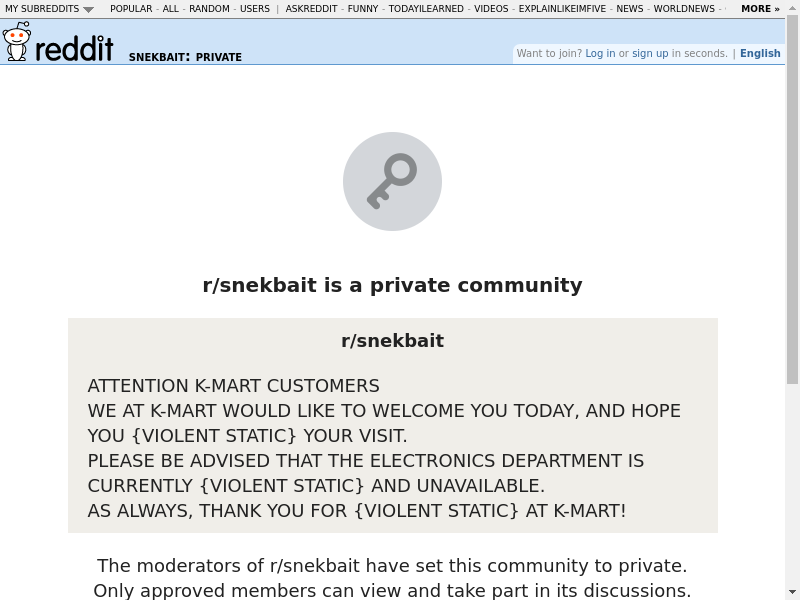 MY SUBREDDITS POPULAR - ALL - RANDOM - USERS | ASKREDDIT - FUNNY - TODAYILEARNED - VIDEOS - EXPLAINLIKEIMFIVE - NEWS - WORLDNEWS - MORE »
reddit SNEKBAIT: PRIVATE Want to join? Log in or sign up in seconds. | English
r/snekbait is a private community
r/snekbait
ATTENTION K-MART CUSTOMERS
WE AT K-MART WOULD LIKE TO WELCOME YOU TODAY, AND HOPE
YOU {VIOLENT STATIC} YOUR VISIT.
PLEASE BE ADVISED THAT THE ELECTRONICS DEPARTMENT IS
CURRENTLY {VIOLENT STATIC} AND UNAVAILABLE.
AS ALWAYS, THANK YOU FOR {VIOLENT STATIC} AT K-MART!
The moderators of r/snekbait have set this community to private.
Only approved members can view and take part in its discussions.